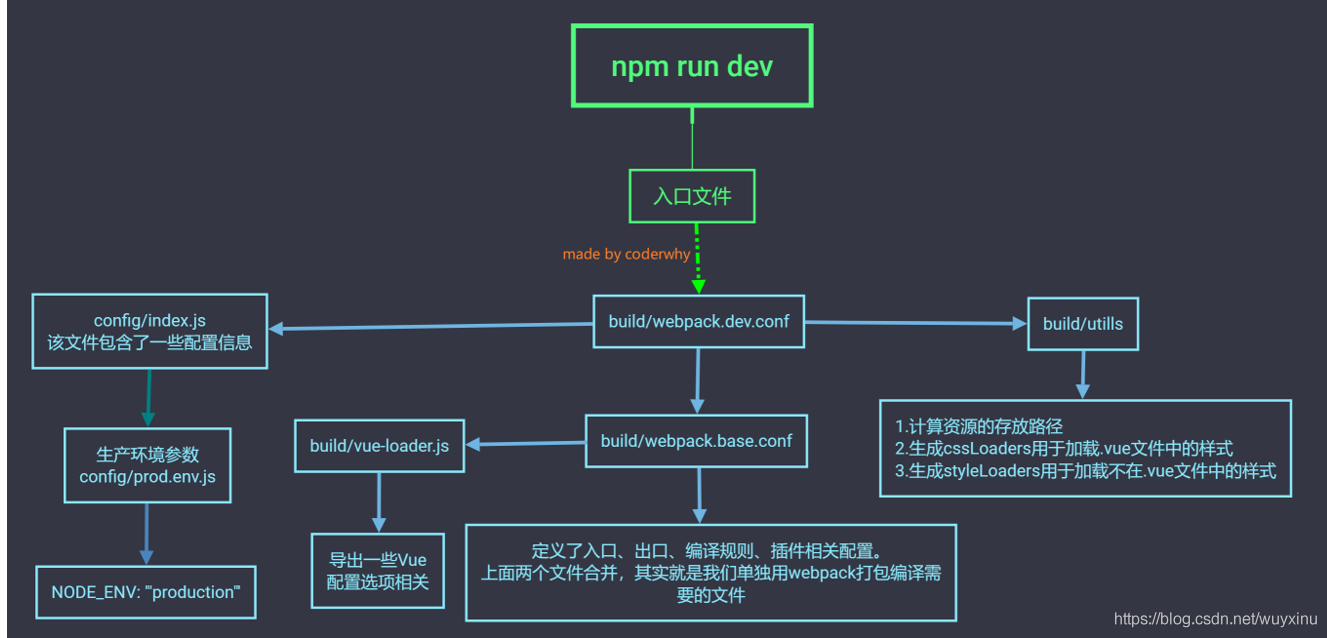 npm run dev
入口文件
made by coderwhy
config/index.js
该文件包含了一些配置信息
build/webpack.dev.conf
build/utills
生产环境参数
config/prod.env.js
build/vue-loader.js
build/webpack.base.conf
1.计算资源的存放路径
2.生成cssLoaders用于加载.vue文件中的样式
3.生成styleLoaders用于加载不在.vue文件中的样式
NODE_ENV: '"production"'
导出一些Vue
配置选项相关
定义了入口、出口、编译规则、插件相关配置。
上面两个文件合并，其实就是我们单独用webpack打包编译需
要的文件
https://blog.csdn.net/wuyxinu